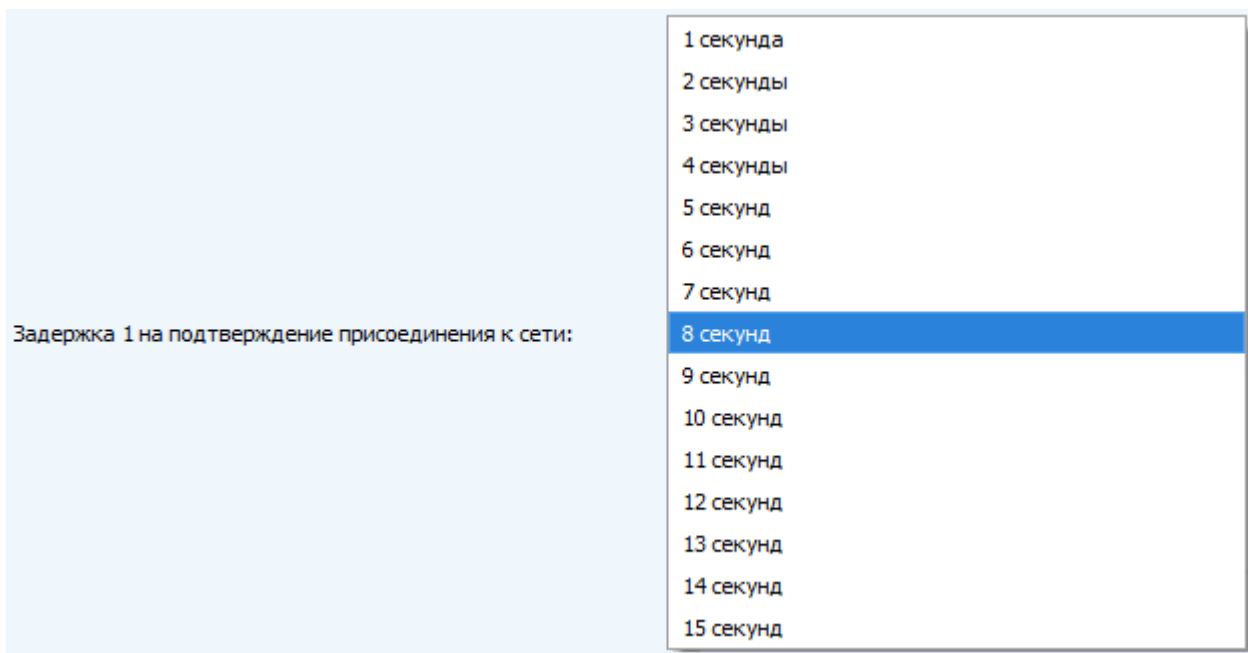 1 секунда
2 секунды
3 секунды
4 секунды
5 секунд
6 секунд
7 секунд
Задержка 1 на подтверждение присоединения к сети: 8 секунд
9 секунд
10 секунд
11 секунд
12 секунд
13 секунд
14 секунд
15 секунд